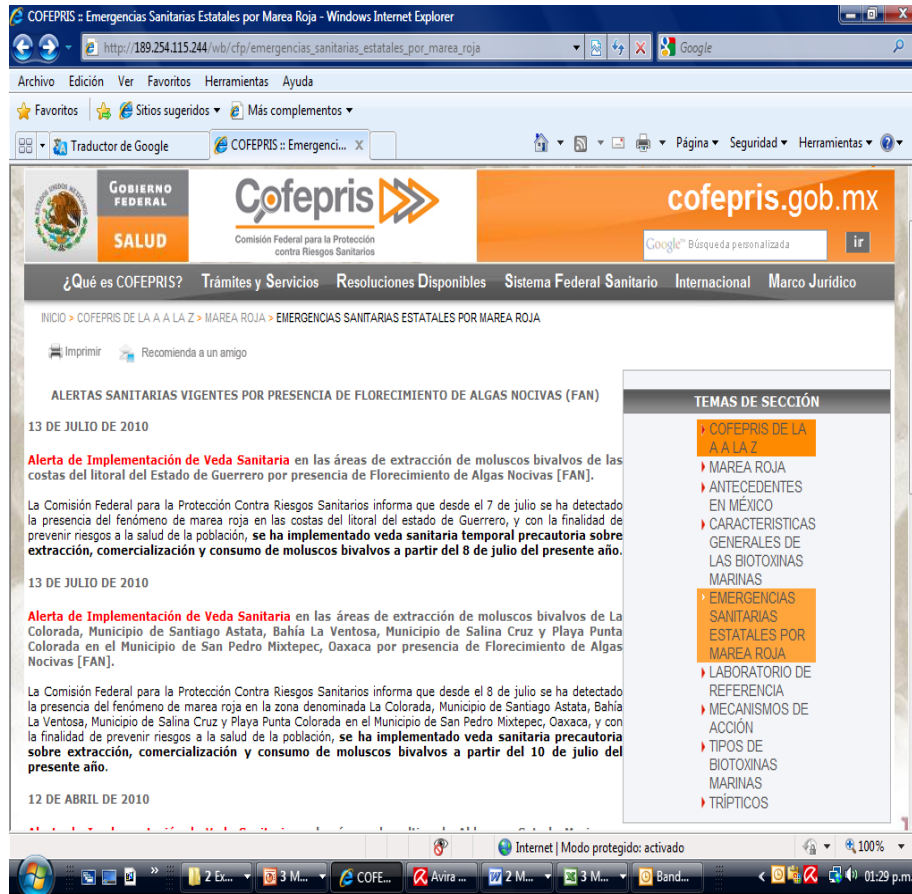 COFEPRIS :: Emergencias Sanitarias Estatales por Marea Roja - Windows Internet Explorer
http://189.254.115.244/wb/cfp/emergencias_sanitarias_estatales_por_marea_roja
Google
Archivo Edición Ver Favoritos Herramientas Ayuda
Favoritos Sitios sugeridos Más complementos
Traductor de Google
COFEPRIS :: Emergenci... X
Página Seguridad Herramientas
GOBIERNO
FEDERAL
SALUD
Cofepris
Comisión Federal para la Protección
contra Riesgos Sanitarios
cofepris.gob.mx
Google™ Búsqueda personalizada
ir
¿Qué es COFEPRIS? Trámites y Servicios Resoluciones Disponibles Sistema Federal Sanitario Internacional Marco Jurídico
INICIO > COFEPRIS DE LA A A LA Z > MAREA ROJA > EMERGENCIAS SANITARIAS ESTATALES POR MAREA ROJA
Imprimir Recomienda a un amigo
ALERTAS SANITARIAS VIGENTES POR PRESENCIA DE FLORECIMIENTO DE ALGAS NOCIVAS (FAN)
13 DE JULIO DE 2010
Alerta de Implementación de Veda Sanitaria en las áreas de extracción de moluscos bivalvos de las
costas del litoral del Estado de Guerrero por presencia de Florecimiento de Algas Nocivas [FAN].
La Comisión Federal para la Protección Contra Riesgos Sanitarios informa que desde el 7 de julio se ha detectado
la presencia del fenómeno de marea roja en las costas del litoral del estado de Guerrero, y con la finalidad de
prevenir riesgos a la salud de la población, se ha implementado veda sanitaria temporal precautoria sobre
extracción, comercialización y consumo de moluscos bivalvos a partir del 8 de julio del presente año.
13 DE JULIO DE 2010
Alerta de Implementación de Veda Sanitaria en las áreas de extracción de moluscos bivalvos de La
Colorada, Municipio de Santiago Astata, Bahía La Ventosa, Municipio de Salina Cruz y Playa Punta
Colorada en el Municipio de San Pedro Mixtepec, Oaxaca por presencia de Florecimiento de Algas
Nocivas [FAN].
La Comisión Federal para la Protección Contra Riesgos Sanitarios informa que desde el 8 de julio se ha detectado
la presencia del fenómeno de marea roja en la zona denominada La Colorada, Municipio de Santiago Astata, Bahía
La Ventosa, Municipio de Salina Cruz y Playa Punta Colorada en el Municipio de San Pedro Mixtepec, Oaxaca, y con
la finalidad de prevenir riesgos a la salud de la población, se ha implementado veda sanitaria precautoria
sobre extracción, comercialización y consumo de moluscos bivalvos a partir del 10 de julio del
presente año.
12 DE ABRIL DE 2010
TEMAS DE SECCIÓN
COFEPRIS DE LA
A A LA Z
MAREA ROJA
ANTECEDENTES
EN MÉXICO
CARACTERISTICAS
GENERALES DE
LAS BIOTOXINAS
MARINAS
EMERGENCIAS
SANITARIAS
ESTATALES POR
MAREA ROJA
LABORATORIO DE
REFERENCIA
MECANISMOS DE
ACCIÓN
TIPOS DE
BIOTOXINAS
MARINAS
TRÍPTICOS
Internet | Modo protegido: activado
100%
2 Ex...
3 M...
COFE...
Avira ...
2 M...
3 M...
Band...
01:29 p.m.